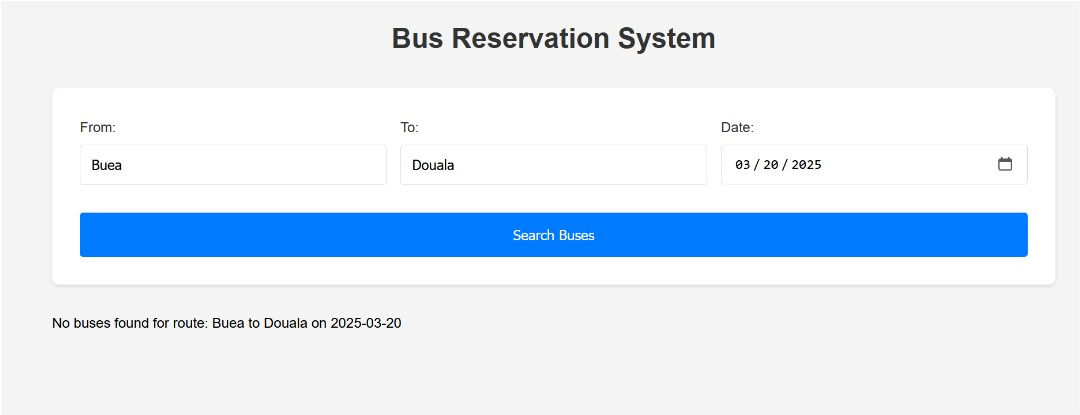 Bus Reservation System
From: To: Date:
Buea Douala 03 / 20 / 2025
Search Buses
No buses found for route: Buea to Douala on 2025-03-20